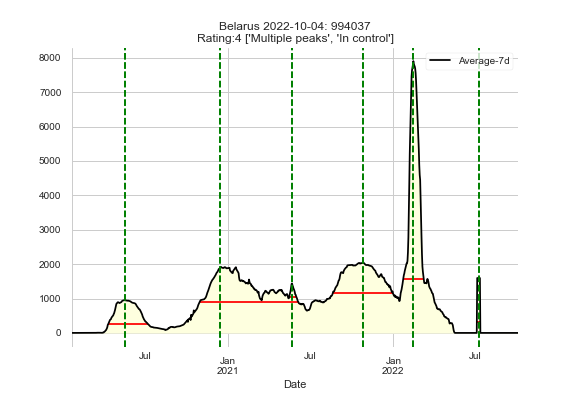 Belarus 2022-10-04: 994037
Rating:4 ['Multiple peaks', 'In control']
Average-7d
8000
7000
6000
5000
4000
3000
2000
1000
0
Jul Jan Jul Jan Jul
2021 2022
Date